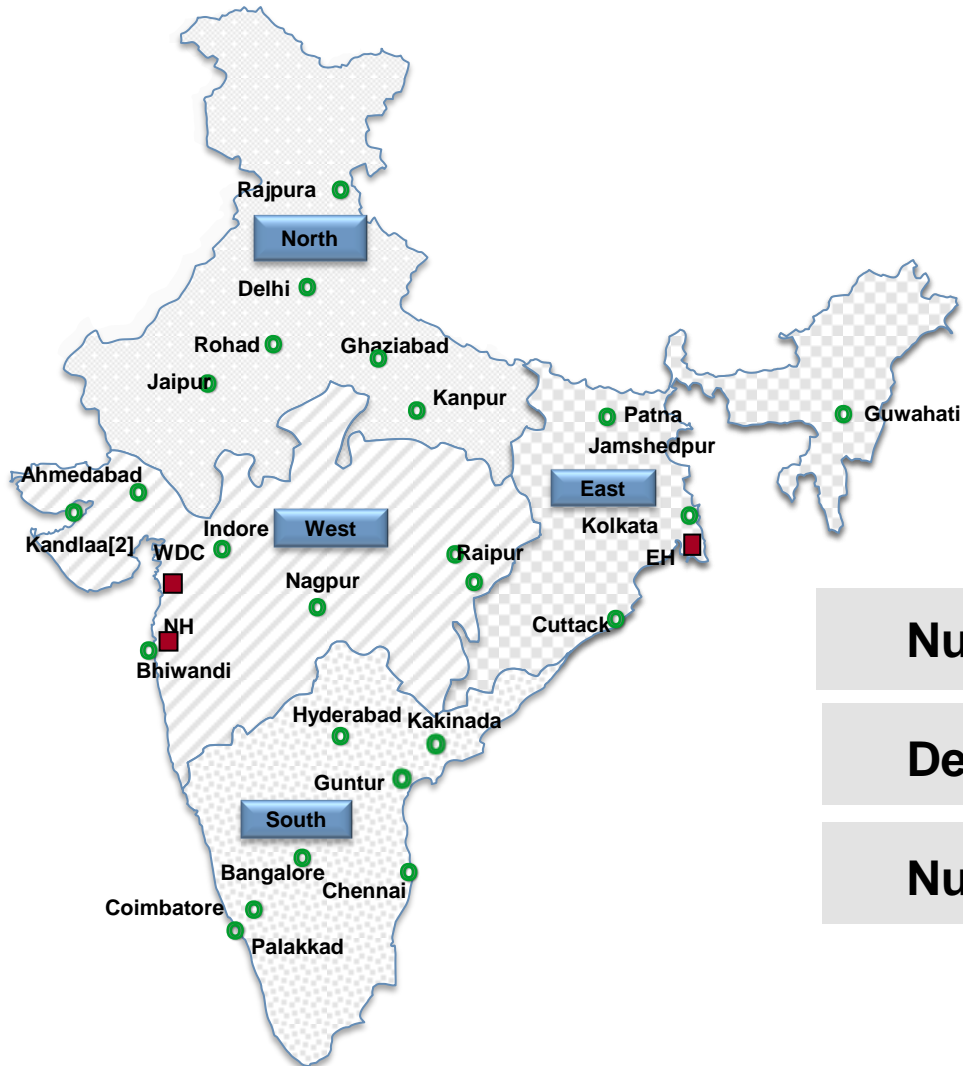 Rajpura
North
Delhi
Rohad
Ghaziabad
Jaipur
Kanpur
Patna
Guwahati
Jamshedpur
Ahmedabad
East
Kandlaa[2]
Indore
West
Kolkata
WDC
Raipur
EH
Nagpur
NH
Cuttack
Bhiwandi
Nu
Hyderabad
Kakinada
De
Guntur
South
Bangalore
Chennai
Nu
Coimbatore
Palakkad